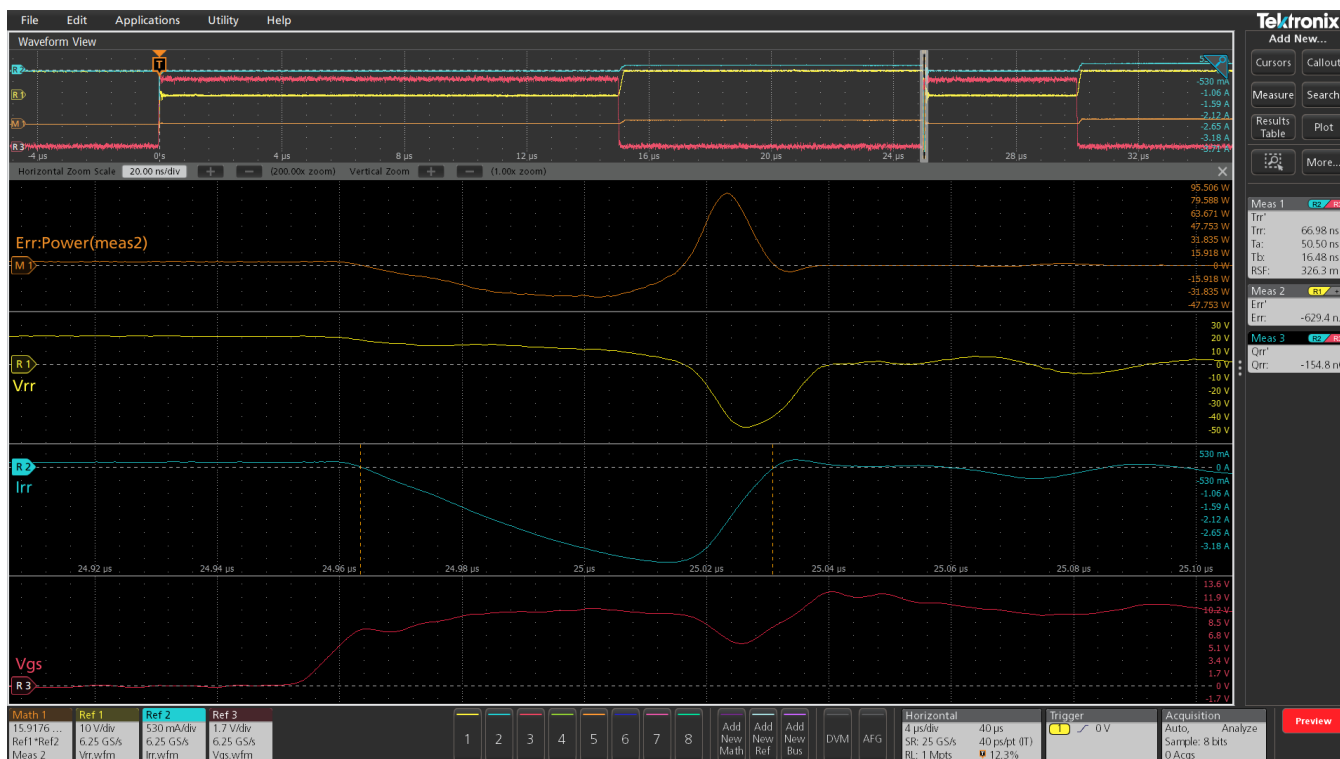 File Edit Applications Utility Help
Tektronix
Waveform View
Add New...
Cursors Callout
Measure Search
Results Table Plot
More...
R 2
R 1
M 1
R 3
T
-530 mA
-1.06 A
-1.59 A
-2.12 A
-2.65 A
-3.18 A
-3.71 A
-4 µs 0 s 4 µs 8 µs 12 µs 16 µs 20 µs 24 µs 28 µs 32 µs
Horizontal Zoom Scale 20.00 ns/div + − (200.00x zoom) Vertical Zoom + − (1.00x zoom)
95.506 W
79.588 W
63.671 W
47.753 W
31.835 W
15.918 W
0 W
-15.918 W
-31.835 W
-47.753 W
Err:Power(meas2)
M 1
30 V
20 V
10 V
0 V
-10 V
-20 V
-30 V
-40 V
-50 V
R 1
Vrr
530 mA
0 A
-530 mA
-1.06 A
-1.59 A
-2.12 A
-2.65 A
-3.18 A
R 2
Irr
24.92 µs 24.94 µs 24.96 µs 24.98 µs 25 µs 25.02 µs 25.04 µs 25.06 µs 25.08 µs 25.10 µs
13.6 V
11.9 V
10.2 V
8.5 V
6.8 V
5.1 V
3.4 V
1.7 V
0 V
-1.7 V
Vgs
R 3
Meas 1 R2
Trr'
Trr: 66.98 ns
Ta: 50.50 ns
Tb: 16.48 ns
RSF: 326.3 m
Meas 2 R1
Err'
Err: -629.4 n
Meas 3 R2
Qrr'
Qrr: -154.8 n
Math 1
15.9176 ...
Ref1*Ref2
Meas 2
Ref 1
10 V/div
6.25 GS/s
Vrr.wfm
Ref 2
530 mA/div
6.25 GS/s
Irr.wfm
Ref 3
1.7 V/div
6.25 GS/s
Vgs.wfm
1 2 3 4 5 6 7 8
Add New Math
Add New Ref
Add New Bus
DVM
AFG
Horizontal
4 µs/div 40 µs
SR: 25 GS/s 40 ps/pt (IT)
RL: 1 Mpts 12.3%
Trigger
1 0 V
Acquisition
Auto, Analyze
Sample: 8 bits
0 Acqs
Preview